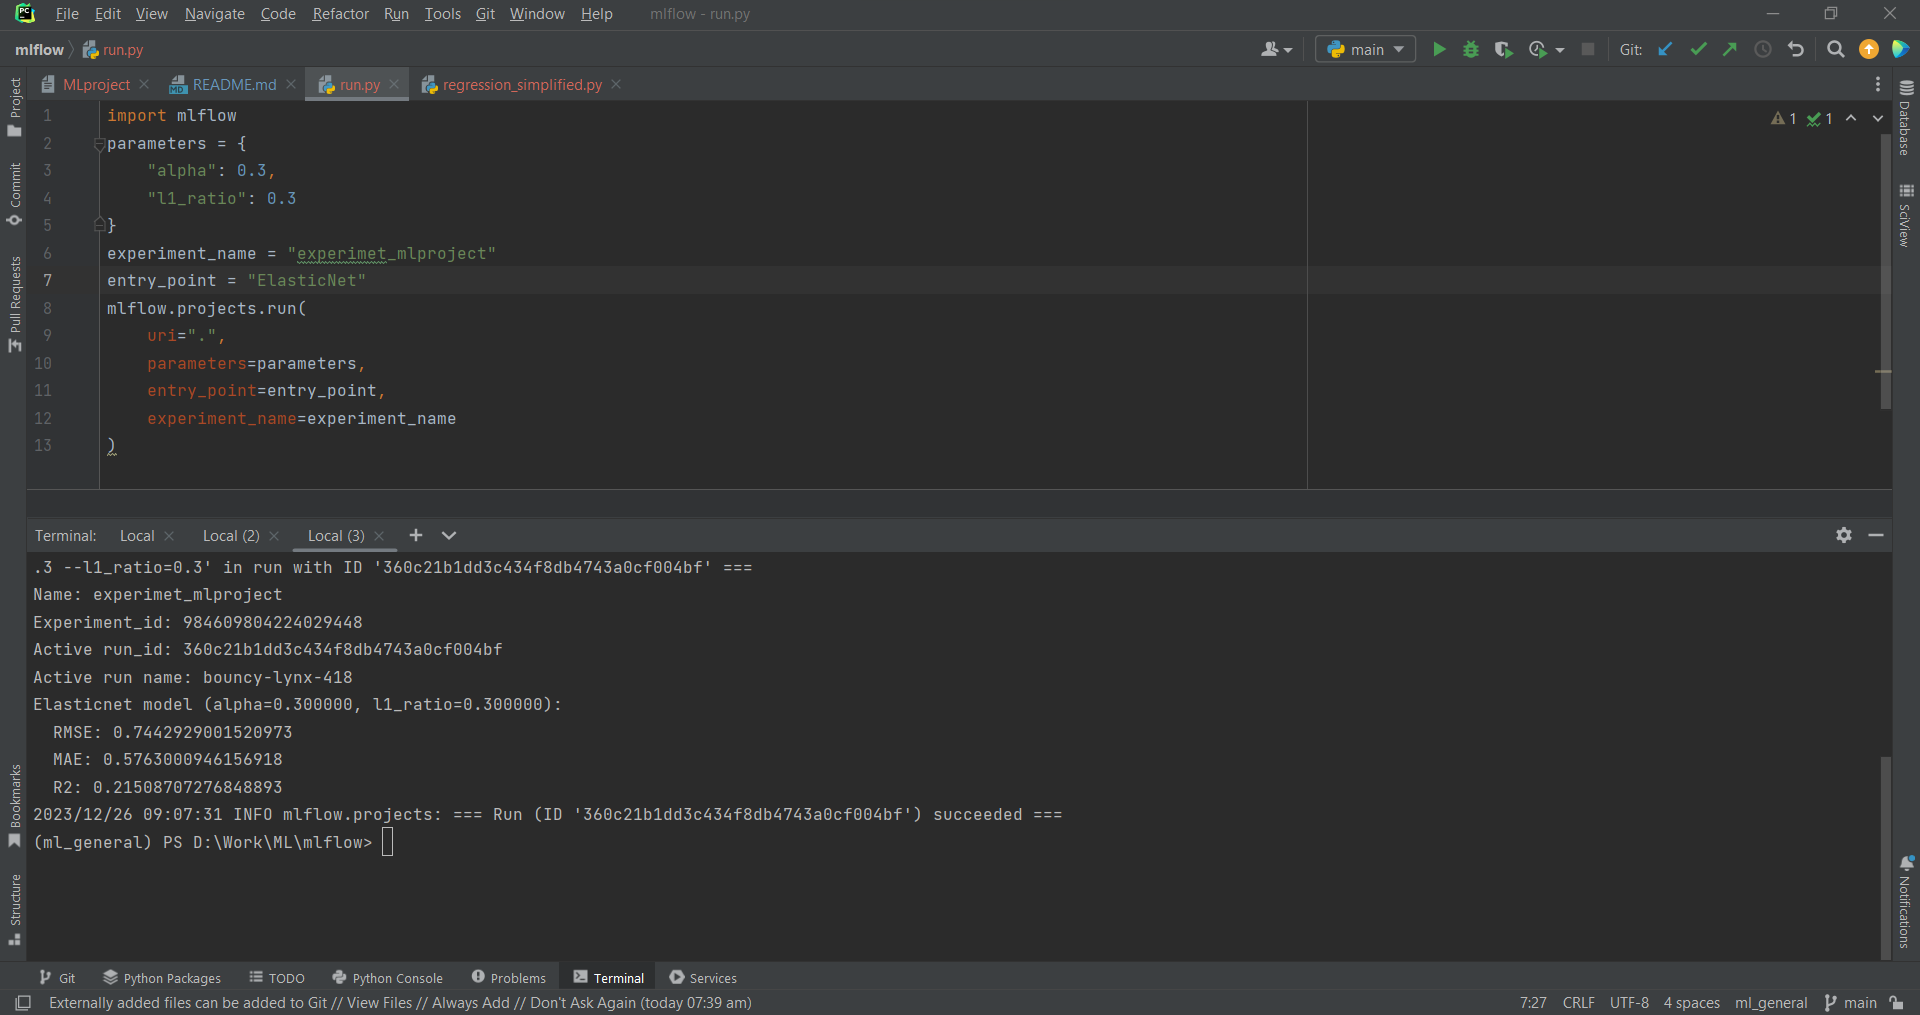 PC File Edit View Navigate Code Refactor Run Tools Git Window Help mlflow - run.py
mlflow run.py main Git:
MLproject README.md run.py regression_simplified.py
Project
Commit
Pull Requests
Bookmarks
Structure
1 import mlflow
2 parameters = {
3 "alpha": 0.3,
4 "l1_ratio": 0.3
5 }
6 experiment_name = "experimet_mlproject"
7 entry_point = "ElasticNet"
8 mlflow.projects.run(
9 uri=".",
10 parameters=parameters,
11 entry_point=entry_point,
12 experiment_name=experiment_name
13 )
1 1
Database
SciView
Notifications
Terminal: Local Local (2) Local (3)
.3 --l1_ratio=0.3' in run with ID '360c21b1dd3c434f8db4743a0cf004bf' ===
Name: experimet_mlproject
Experiment_id: 984609804224029448
Active run_id: 360c21b1dd3c434f8db4743a0cf004bf
Active run name: bouncy-lynx-418
Elasticnet model (alpha=0.300000, l1_ratio=0.300000):
RMSE: 0.7442929001520973
MAE: 0.5763000946156918
R2: 0.21508707276848893
2023/12/26 09:07:31 INFO mlflow.projects: === Run (ID '360c21b1dd3c434f8db4743a0cf004bf') succeeded ===
(ml_general) PS D:\Work\ML\mlflow>
Git Python Packages TODO Python Console Problems Terminal Services
Externally added files can be added to Git // View Files // Always Add // Don't Ask Again (today 07:39 am) 7:27 CRLF UTF-8 4 spaces ml_general main